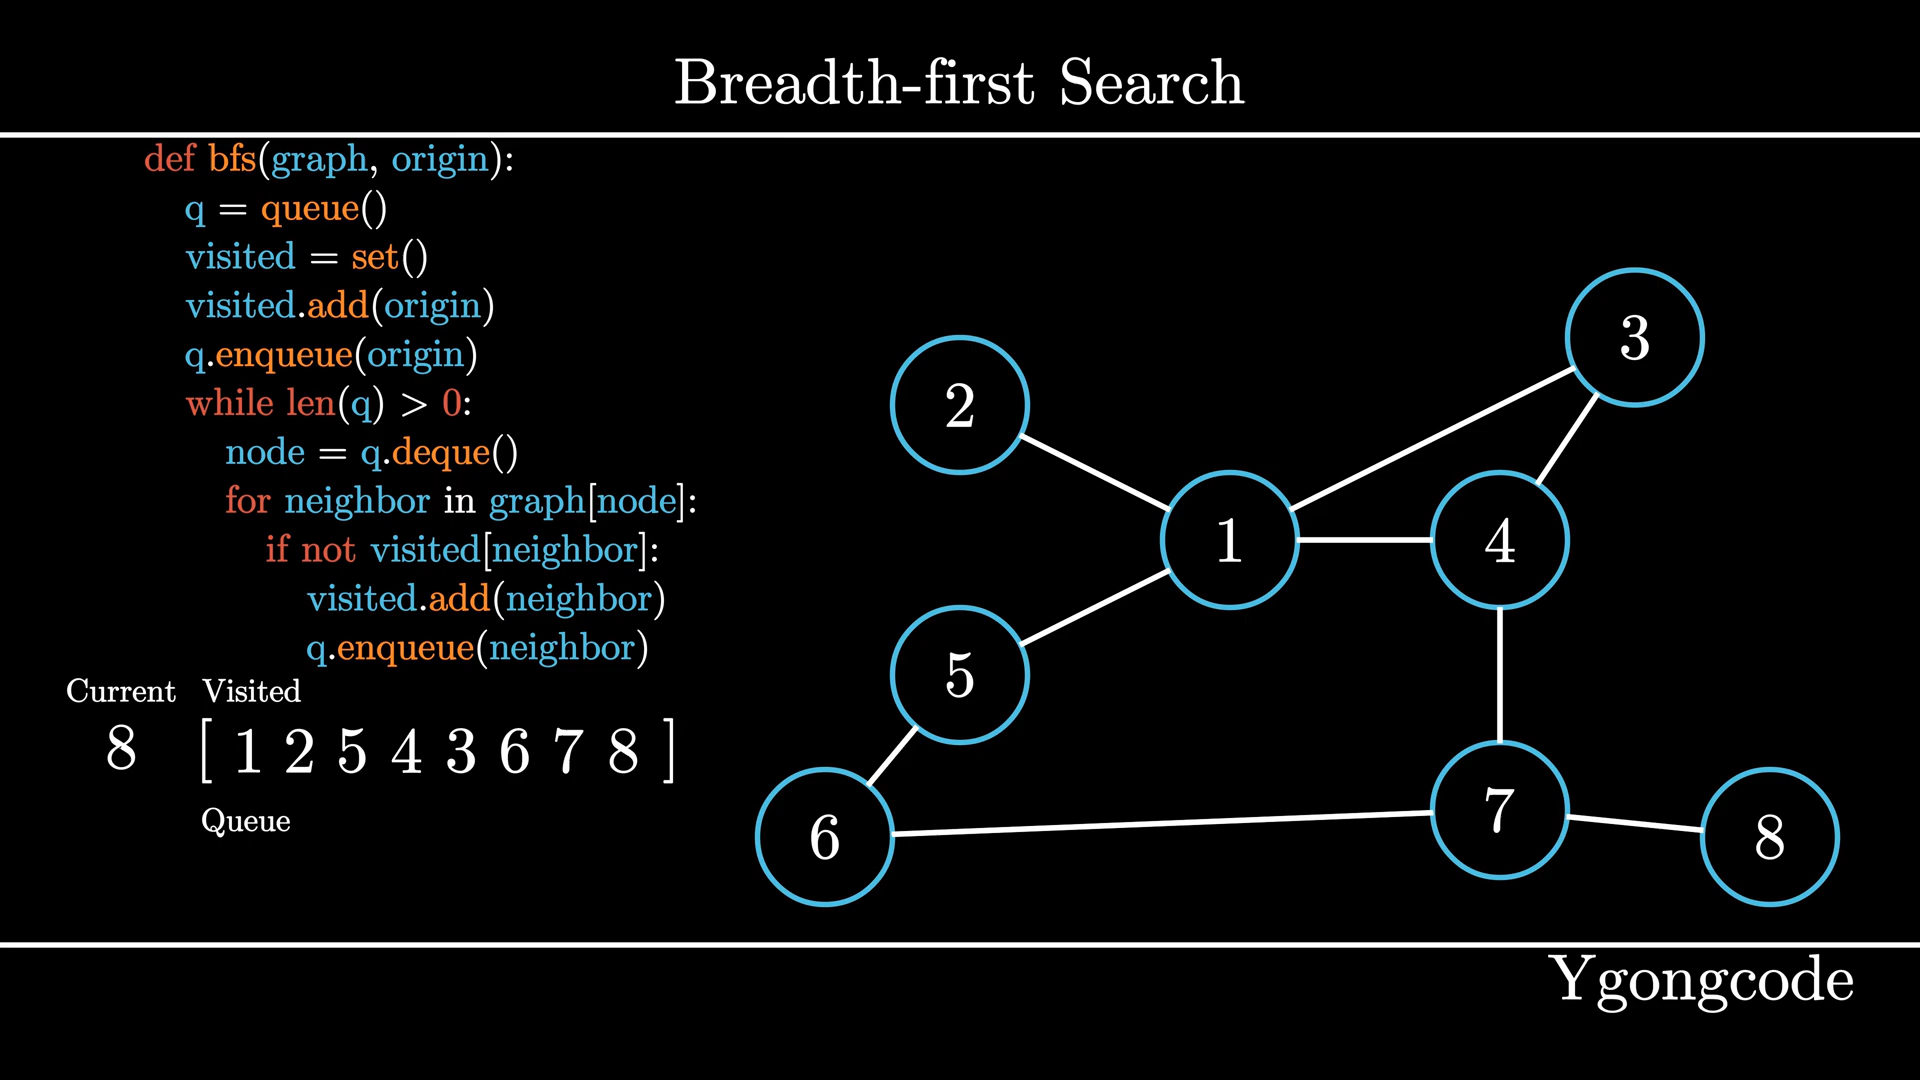 Breadth-first Search
def bfs(graph, origin):
q = queue()
visited = set()
visited.add(origin)
q.enqueue(origin)
while len(q) > 0:
node = q.deque()
for neighbor in graph[node]:
if not visited[neighbor]:
visited.add(neighbor)
q.enqueue(neighbor)
Current Visited
8 [ 1 2 5 4 3 6 7 8 ]
Queue
3
2
1
4
5
7
6
8
Ygongcode